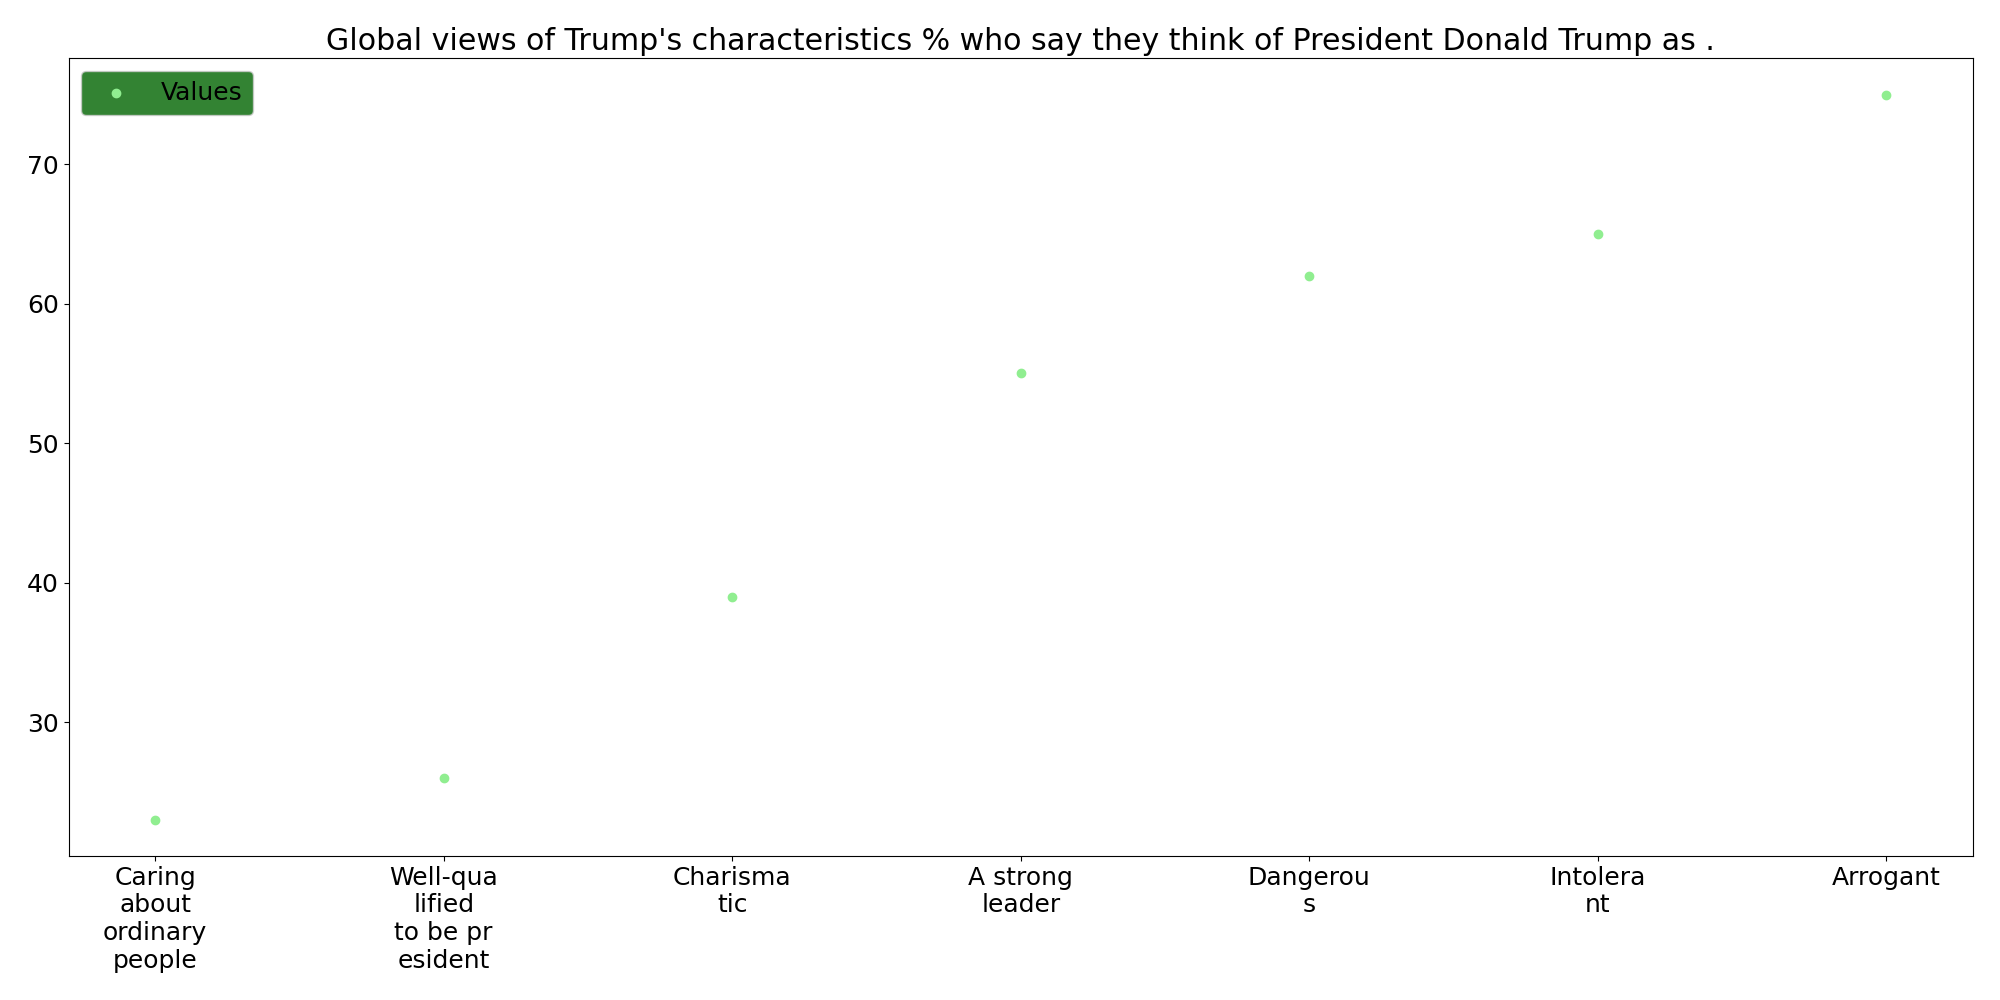 Global views of Trump's characteristics % who say they think of President Donald Trump as .
Values
70
60
50
40
30
Caring
about
ordinary
people
Well-qua
lified
to be pr
esident
Charisma
tic
A strong
leader
Dangerou
s
Intolera
nt
Arrogant